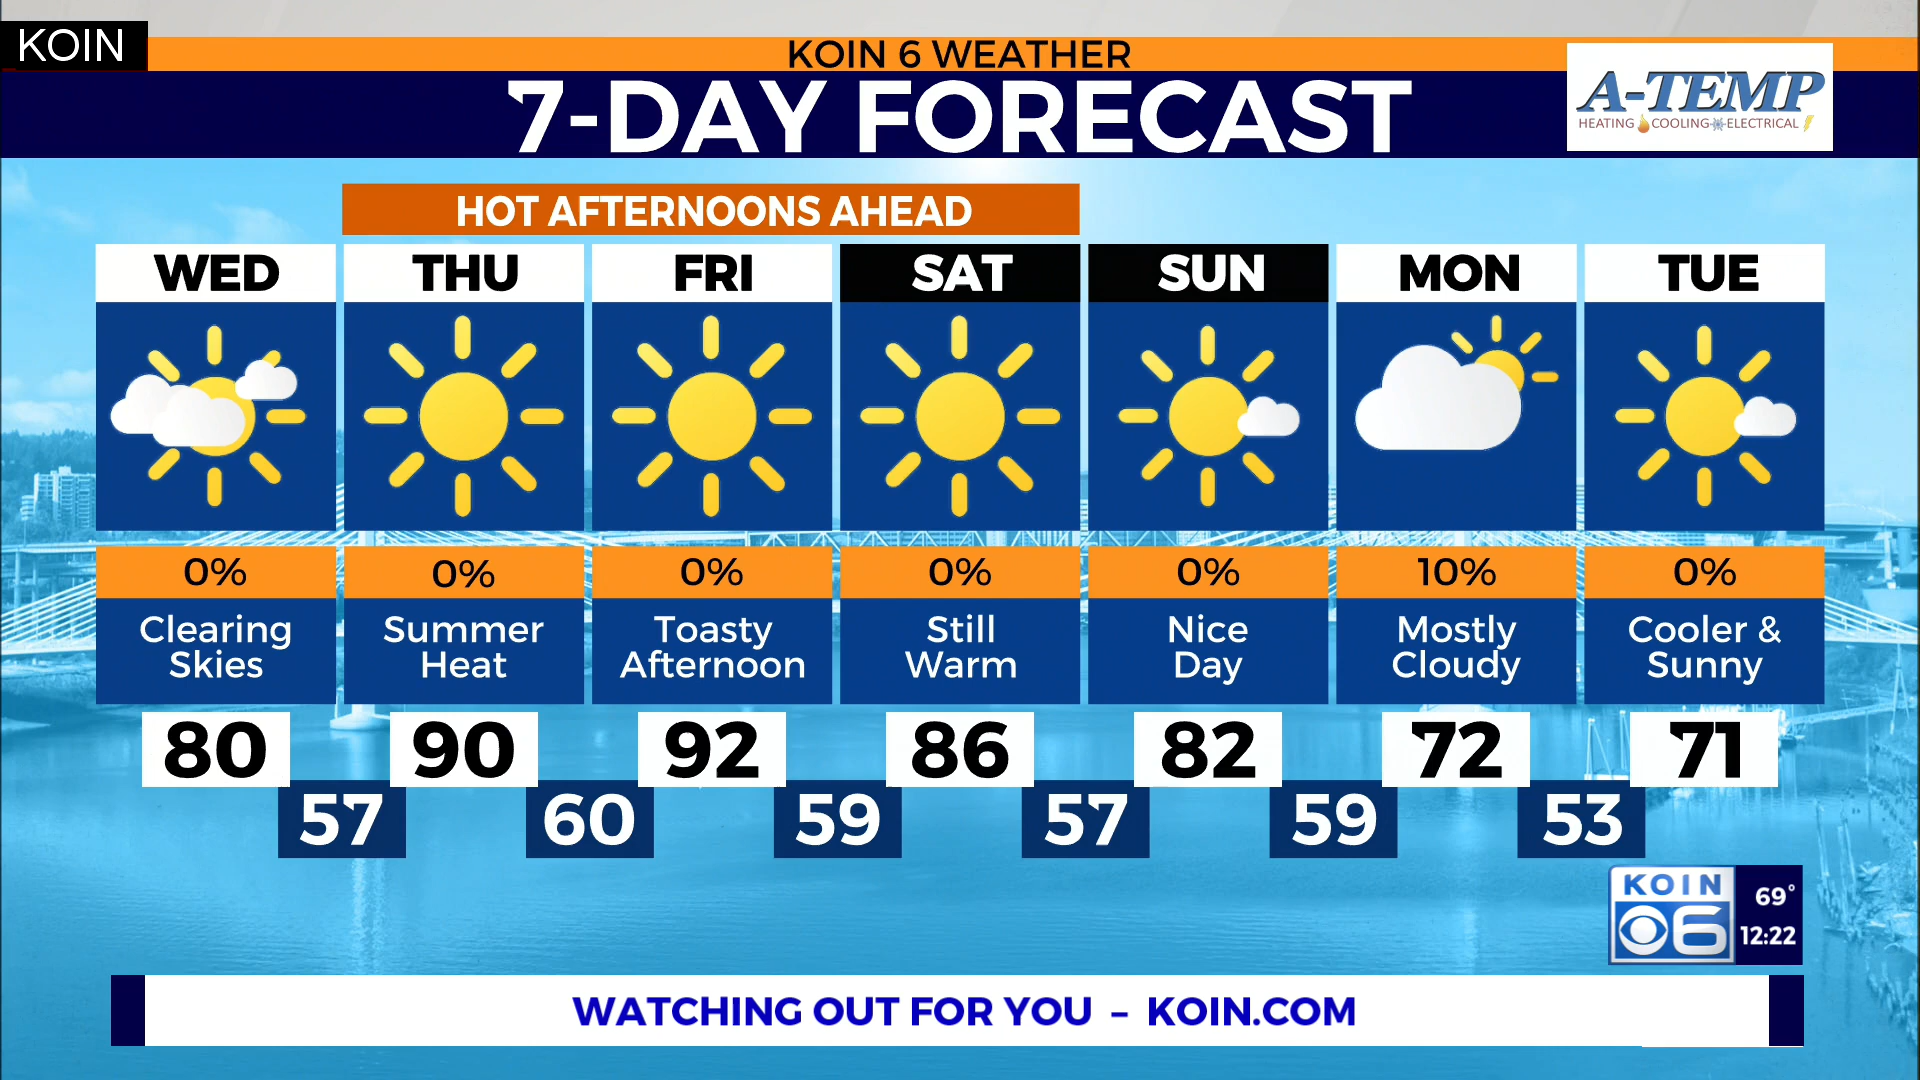 KOIN
KOIN 6 WEATHER
7-DAY FORECAST
A-TEMP
HEATING COOLING ELECTRICAL
HOT AFTERNOONS AHEAD
WED THU FRI SAT SUN MON TUE
0% 0% 0% 0% 0% 10% 0%
Clearing Summer Toasty Still Nice Mostly Cooler &
Skies Heat Afternoon Warm Day Cloudy Sunny
80 90 92 86 82 72 71
57 60 59 57 59 53
KOIN
6
69°
12:22
WATCHING OUT FOR YOU – KOIN.COM